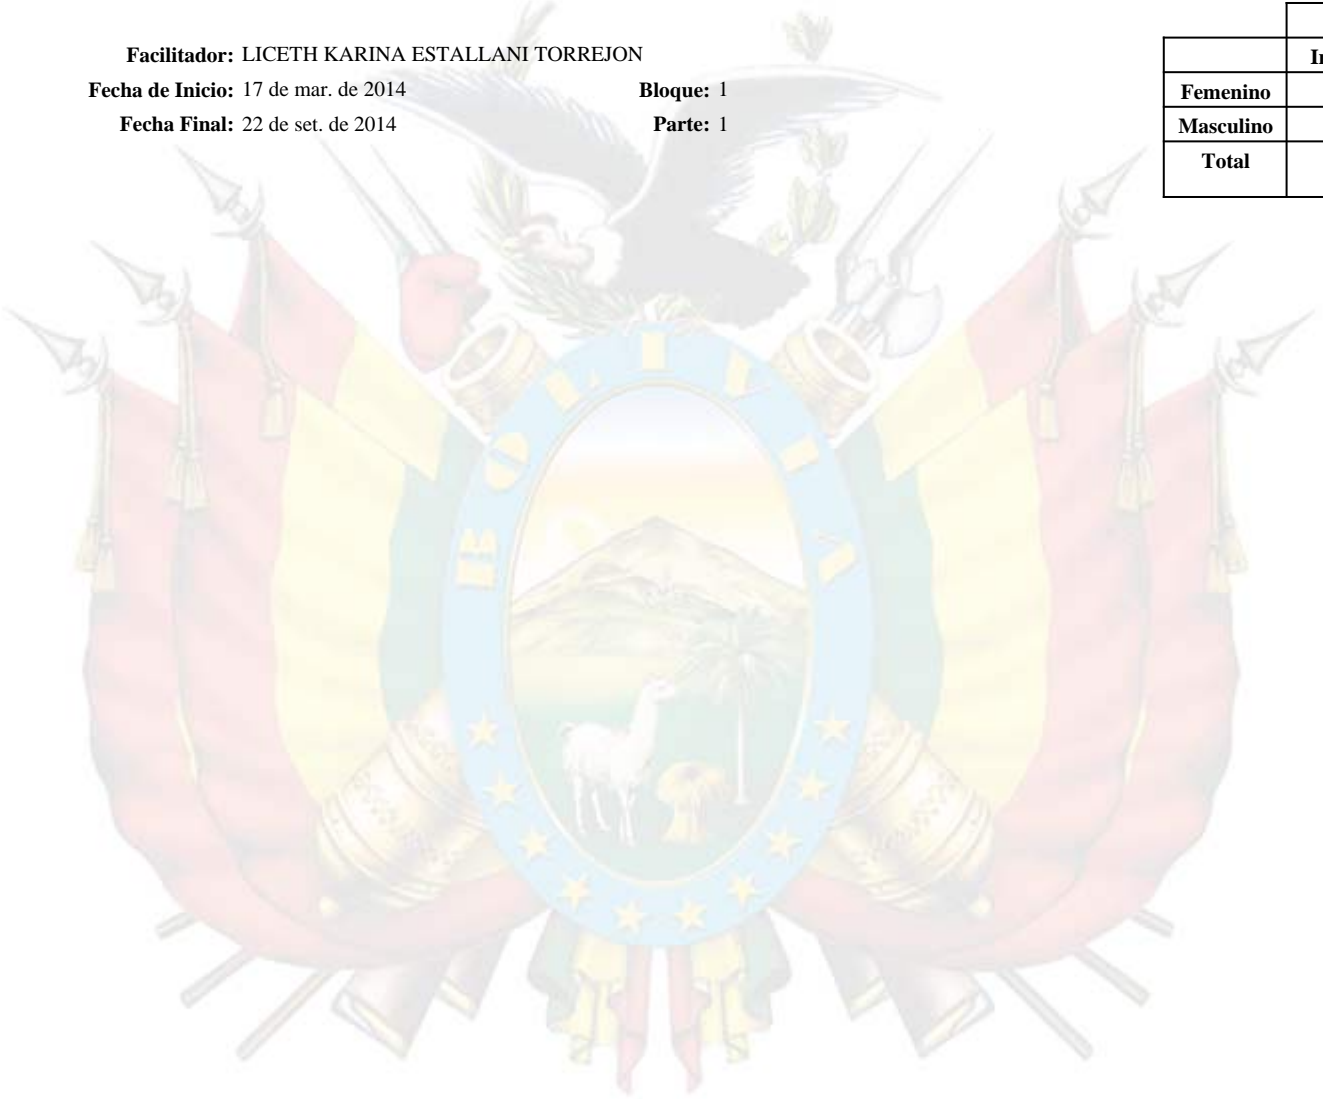 Facilitador: LICETH KARINA ESTALLANI TORREJON
Fecha de Inicio: 17 de mar. de 2014 Bloque: 1
Fecha Final: 22 de set. de 2014 Parte: 1
Femenino
Masculino
Total
BOLIVIA